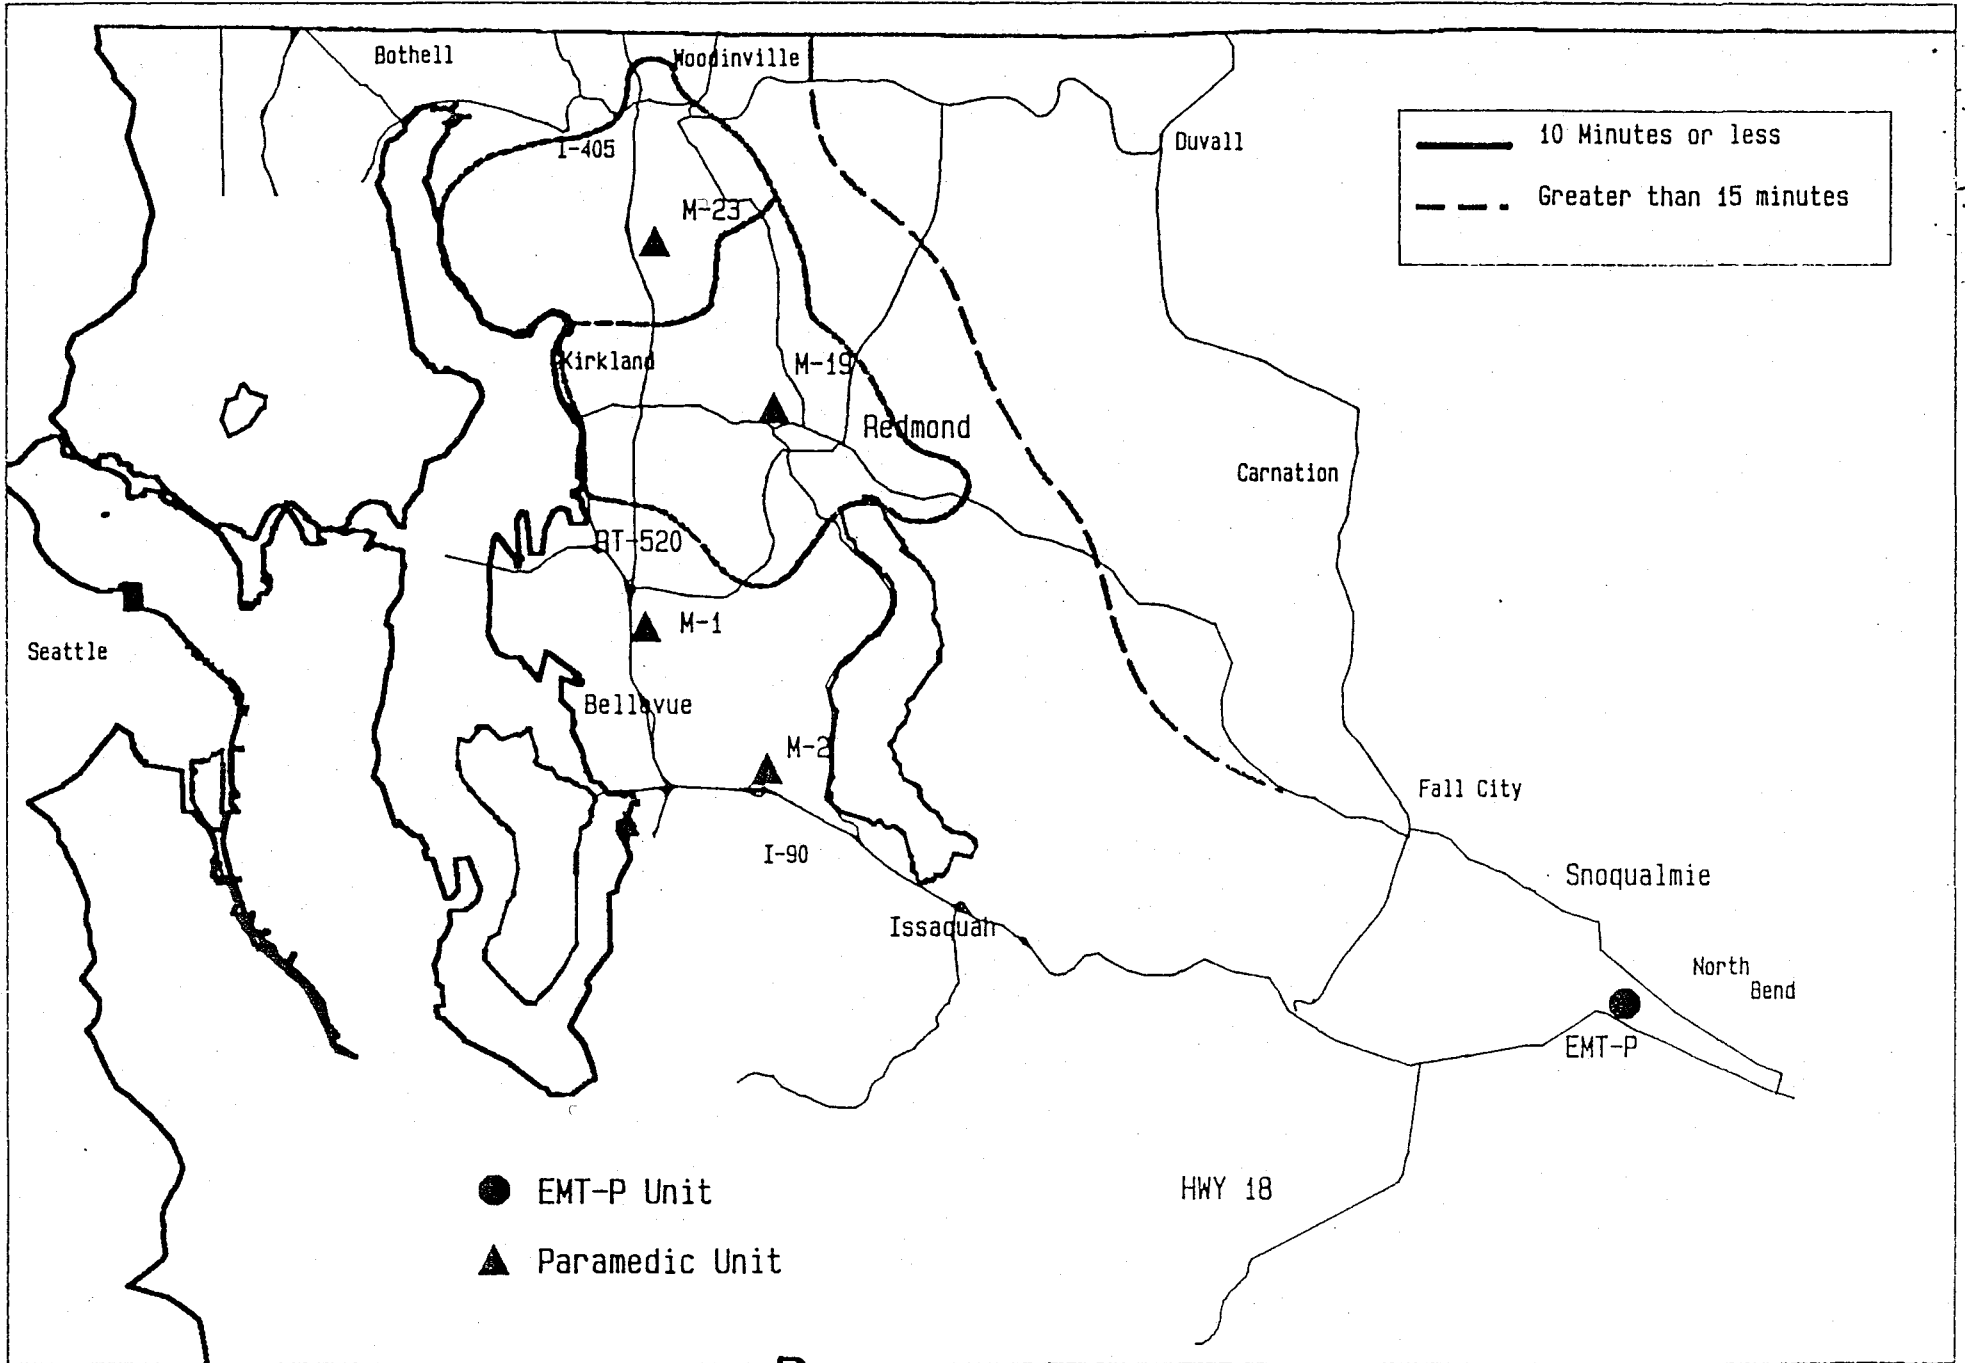 Bothell
Woodinville
10 Minutes or less
Duvall
I-405
Greater than 15 minutes
M-23
Kirkland
M-19
Redmond
Carnation
RT-520
M-1
Seattle
Bellevue
M-2
Fall City
I-90
Snoqualmie
Issaquah
North
Bend
EMT-P
EMT-P Unit
HWY 18
Paramedic Unit